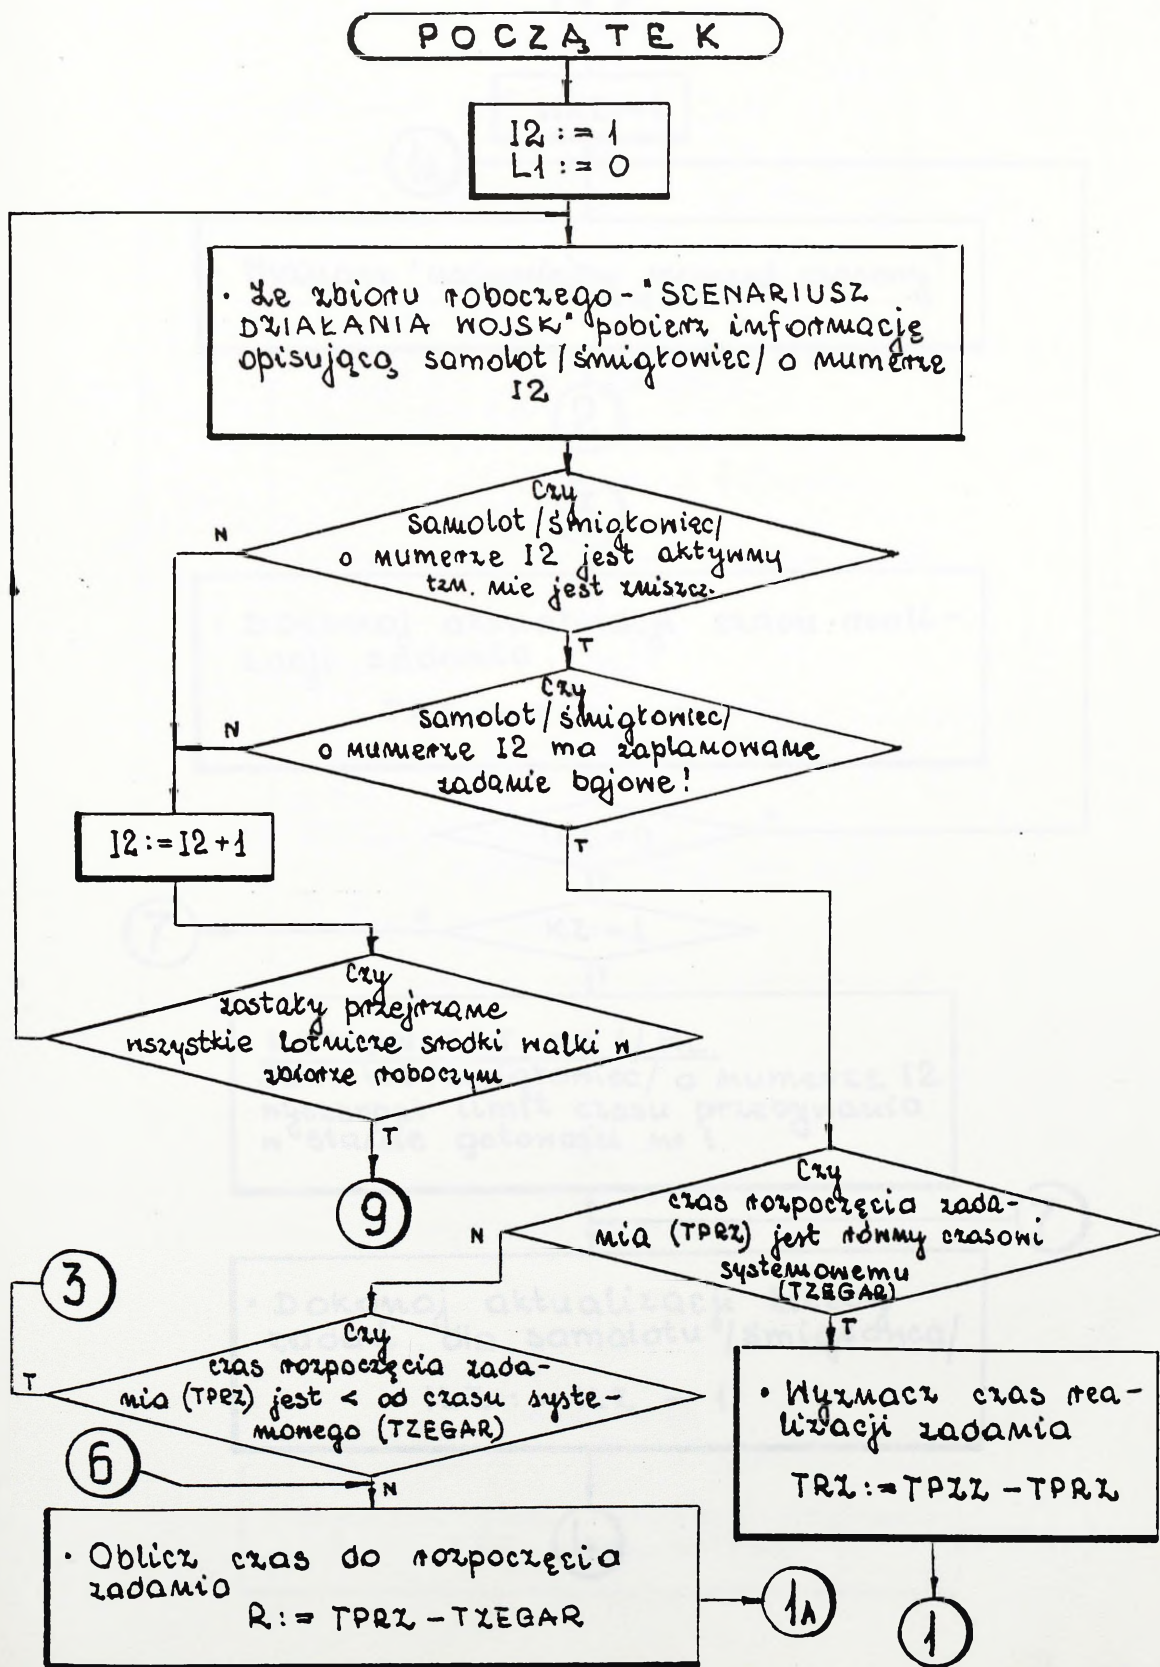 POCZĄTEK
I2 := 1
L1 := 0
· Ze zbioru roboczego - "SCENARIUSZ
DZIAŁANIA WOJSK" pobierz informację
opisującą samolot /śmigłowiec/ o numerze
I2
Czy
samolot /śmigłowiec/
o numerze I2 jest aktywny
tzn. nie jest zniszcz.
N
T
Czy
samolot /śmigłowiec/
o numerze I2 ma zaplanowane
zadanie bojowe!
N
T
I2 := I2 + 1
Czy
zostały przejrzane
wszystkie lotnicze srodki walki w
zbiorze roboczym
T
9
Czy
czas rozpoczęcia zada-
nia (TPRZ) jest równy czasowi
systemowemu
(TZEGAR)
N
T
3
Czy
czas rozpoczęcia zada-
nia (TPRZ) jest < od czasu syste-
mowego (TZEGAR)
T
N
6
· Wyznacz czas rea-
lizacji zadania
TRZ := TPZZ - TPRZ
· Oblicz czas do rozpoczęcia
zadania
R := TPRZ - TZEGAR
1A
1